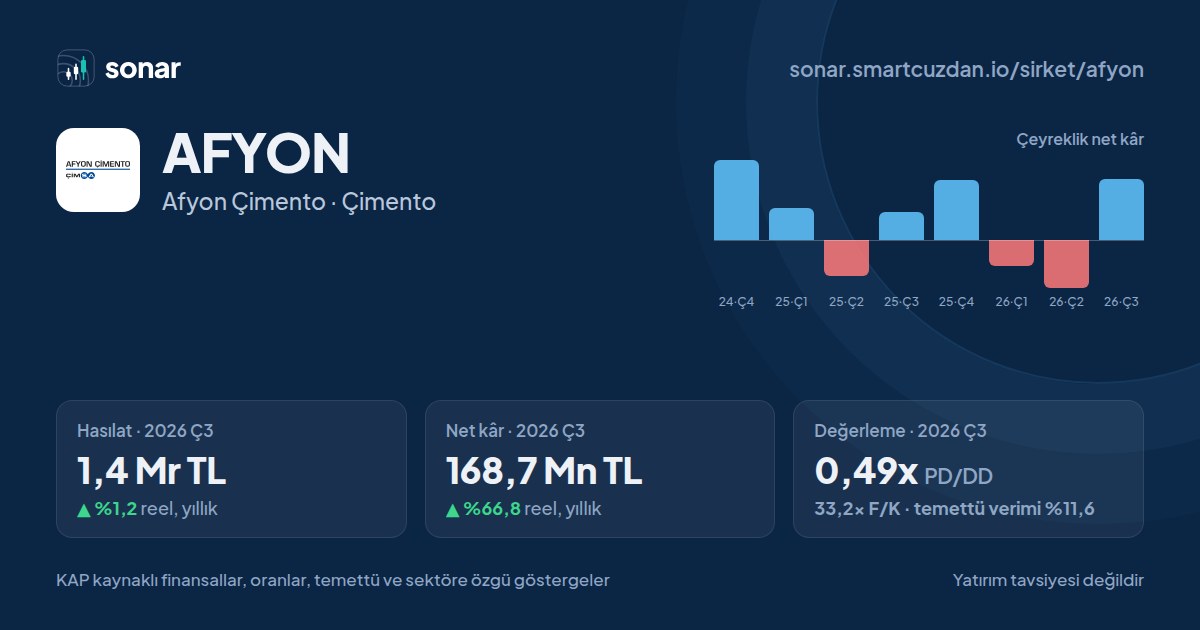 sonar
sonar.smartcuzdan.io/sirket/afyon
AFYON ÇİMENTO
ÇİMSA
AFYON
Afyon Çimento · Çimento
Çeyreklik net kâr
24·Ç4 25·Ç1 25·Ç2 25·Ç3 25·Ç4 26·Ç1 26·Ç2 26·Ç3
Hasılat · 2026 Ç3
1,4 Mr TL
▲ %1,2 reel, yıllık
Net kâr · 2026 Ç3
168,7 Mn TL
▲ %66,8 reel, yıllık
Değerleme · 2026 Ç3
0,49x PD/DD
33,2× F/K · temettü verimi %11,6
KAP kaynaklı finansallar, oranlar, temettü ve sektöre özgü göstergeler
Yatırım tavsiyesi değildir